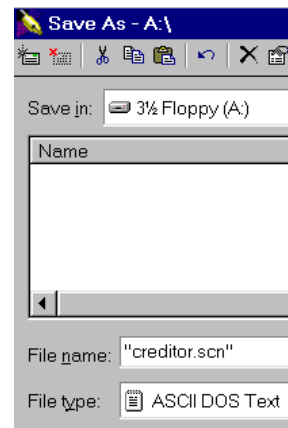 Save As - A:\
Save in: 3½ Floppy (A:)
Name
File name: "creditor.scn"
File type: ASCII DOS Text